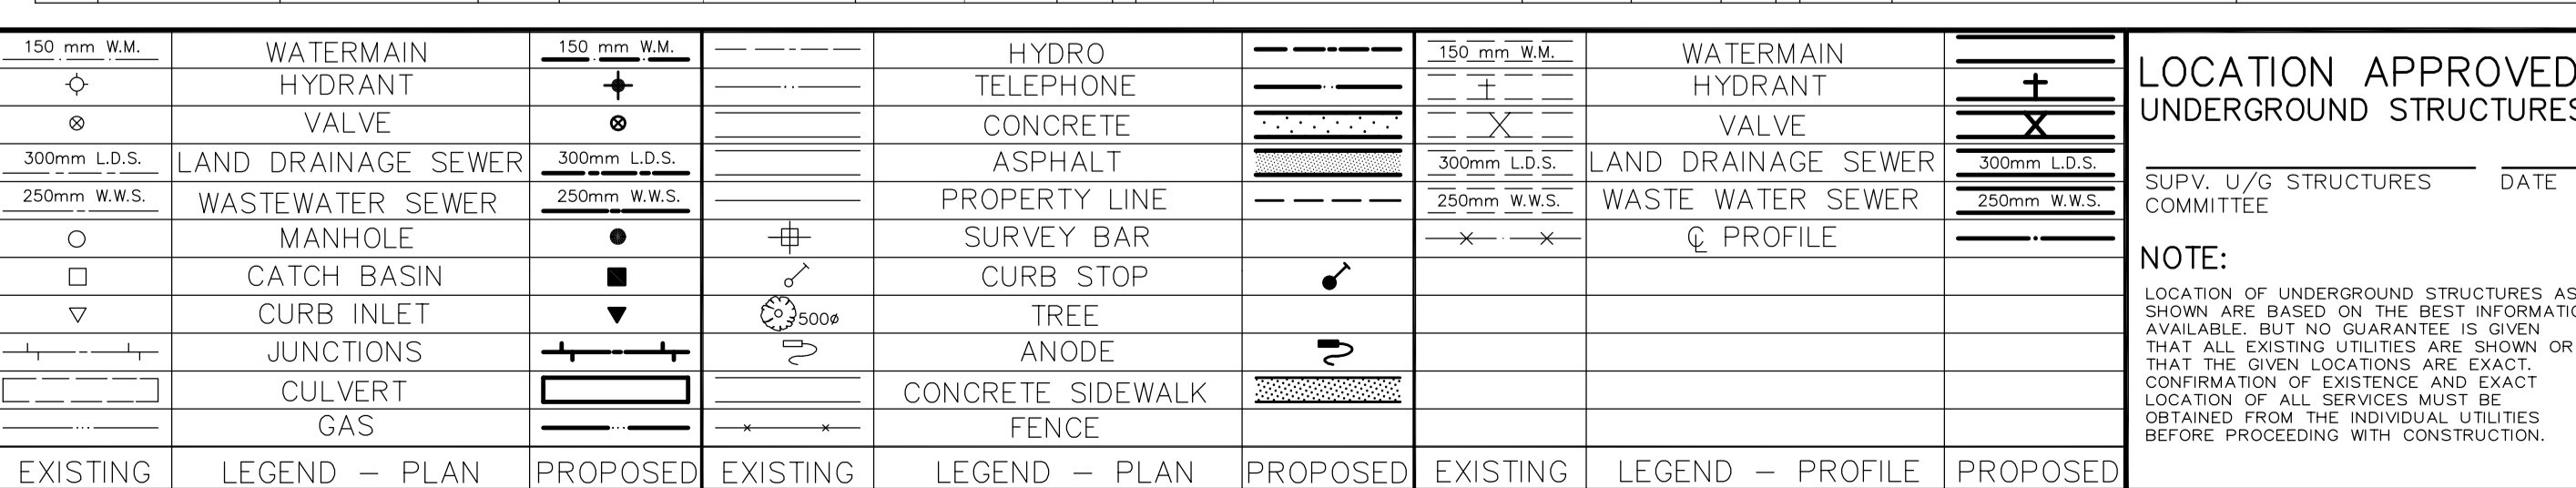 150 mm W.M. WATERMAIN 150 mm W.M. HYDRO 150 mm W.M. WATERMAIN
HYDRANT TELEPHONE HYDRANT
VALVE CONCRETE VALVE
300mm L.D.S. LAND DRAINAGE SEWER 300mm L.D.S. ASPHALT 300mm L.D.S. LAND DRAINAGE SEWER 300mm L.D.S.
250mm W.W.S. WASTEWATER SEWER 250mm W.W.S. PROPERTY LINE 250mm W.W.S. WASTE WATER SEWER 250mm W.W.S.
MANHOLE SURVEY BAR ℄ PROFILE
CATCH BASIN CURB STOP
CURB INLET 500ø TREE
JUNCTIONS ANODE
CULVERT CONCRETE SIDEWALK
GAS FENCE
EXISTING LEGEND – PLAN PROPOSED EXISTING LEGEND – PLAN PROPOSED EXISTING LEGEND – PROFILE PROPOSED
LOCATION APPROVED
UNDERGROUND STRUCTURES
SUPV. U/G STRUCTURES DATE
COMMITTEE
NOTE:
LOCATION OF UNDERGROUND STRUCTURES AS
SHOWN ARE BASED ON THE BEST
AVAILABLE. BUT NO GUARANTEE IS GIVEN
THAT ALL EXISTING UTILITIES ARE SHOWN OR
THAT THE GIVEN LOCATIONS ARE EXACT.
CONFIRMATION OF EXISTENCE AND EXACT
LOCATION OF ALL SERVICES MUST BE
OBTAINED FROM THE INDIVIDUAL UTILITIES
BEFORE PROCEEDING WITH CONSTRUCTION.